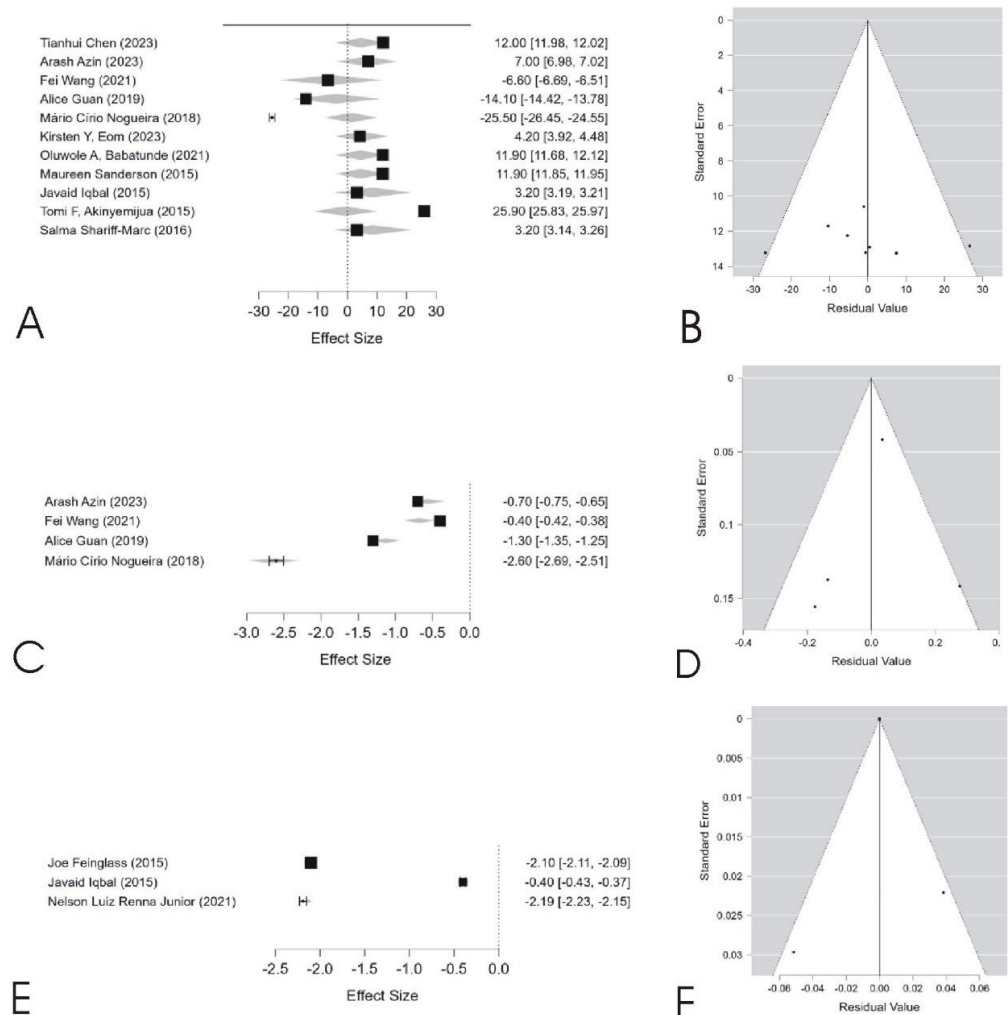 Tianhui Chen (2023) 12.00 [11.98, 12.02]
Arash Azin (2023) 7.00 [6.98, 7.02]
Fei Wang (2021) -6.60 [-6.69, -6.51]
Alice Guan (2019) -14.10 [-14.42, -13.78]
Mário Círio Nogueira (2018) -25.50 [-26.45, -24.55]
Kirsten Y, Eom (2023) 4.20 [3.92, 4.48]
Oluwole A, Babatunde (2021) 11.90 [11.68, 12.12]
Maureen Sanderson (2015) 11.90 [11.85, 11.95]
Javaid Iqbal (2015) 3.20 [3.19, 3.21]
Tomi F, Akinyemijua (2015) 25.90 [25.83, 25.97]
Salma Shariff-Marc (2016) 3.20 [3.14, 3.26]
-30 -20 -10 0 10 20 30
Effect Size
A
0
2
4
6
8
10
12
14
Standard Error
-30 -20 -10 0 10 20 30
Residual Value
B
Arash Azin (2023) -0.70 [-0.75, -0.65]
Fei Wang (2021) -0.40 [-0.42, -0.38]
Alice Guan (2019) -1.30 [-1.35, -1.25]
Mário Círio Nogueira (2018) -2.60 [-2.69, -2.51]
-3.0 -2.5 -2.0 -1.5 -1.0 -0.5 0.0
Effect Size
C
0
0.05
0.1
0.15
Standard Error
-0.4 -0.2 0.0 0.2 0.
Residual Value
D
Joe Feinglass (2015) -2.10 [-2.11, -2.09]
Javaid Iqbal (2015) -0.40 [-0.43, -0.37]
Nelson Luiz Renna Junior (2021) -2.19 [-2.23, -2.15]
-2.5 -2.0 -1.5 -1.0 -0.5 0.0
Effect Size
E
0
0.005
0.01
0.015
0.02
0.025
0.03
Standard Error
-0.06 -0.04 -0.02 0.00 0.02 0.04 0.06
Residual Value
F